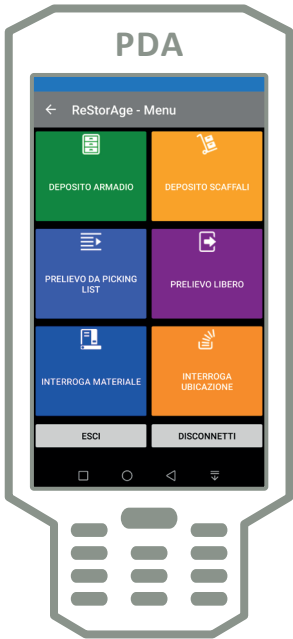 PDA
ReStorAge - Menu
DEPOSITO ARMADIO
DEPOSITO SCAFFALI
PRELIEVO DA PICKING
LIST
PRELIEVO LIBERO
INTERROGA MATERIALE
INTERROGA
UBICAZIONE
ESCI
DISCONNETTI